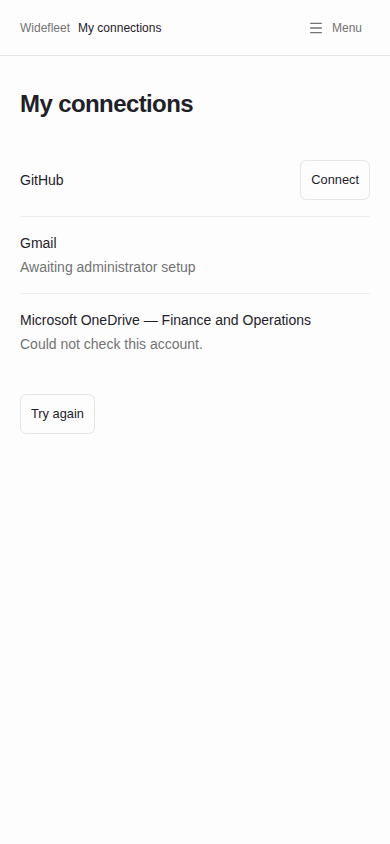 Widefleet My connections
Menu
My connections
GitHub
Connect
Gmail
Awaiting administrator setup
Microsoft OneDrive — Finance and Operations
Could not check this account.
Try again